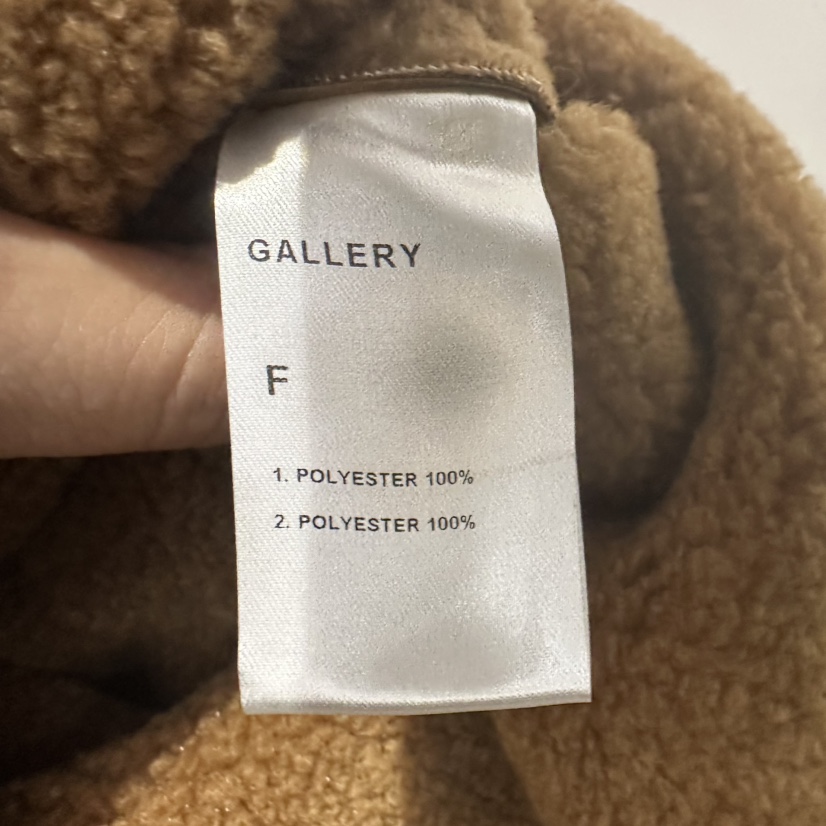 GALLERY
F
1. POLYESTER 100%
2. POLYESTER 100%